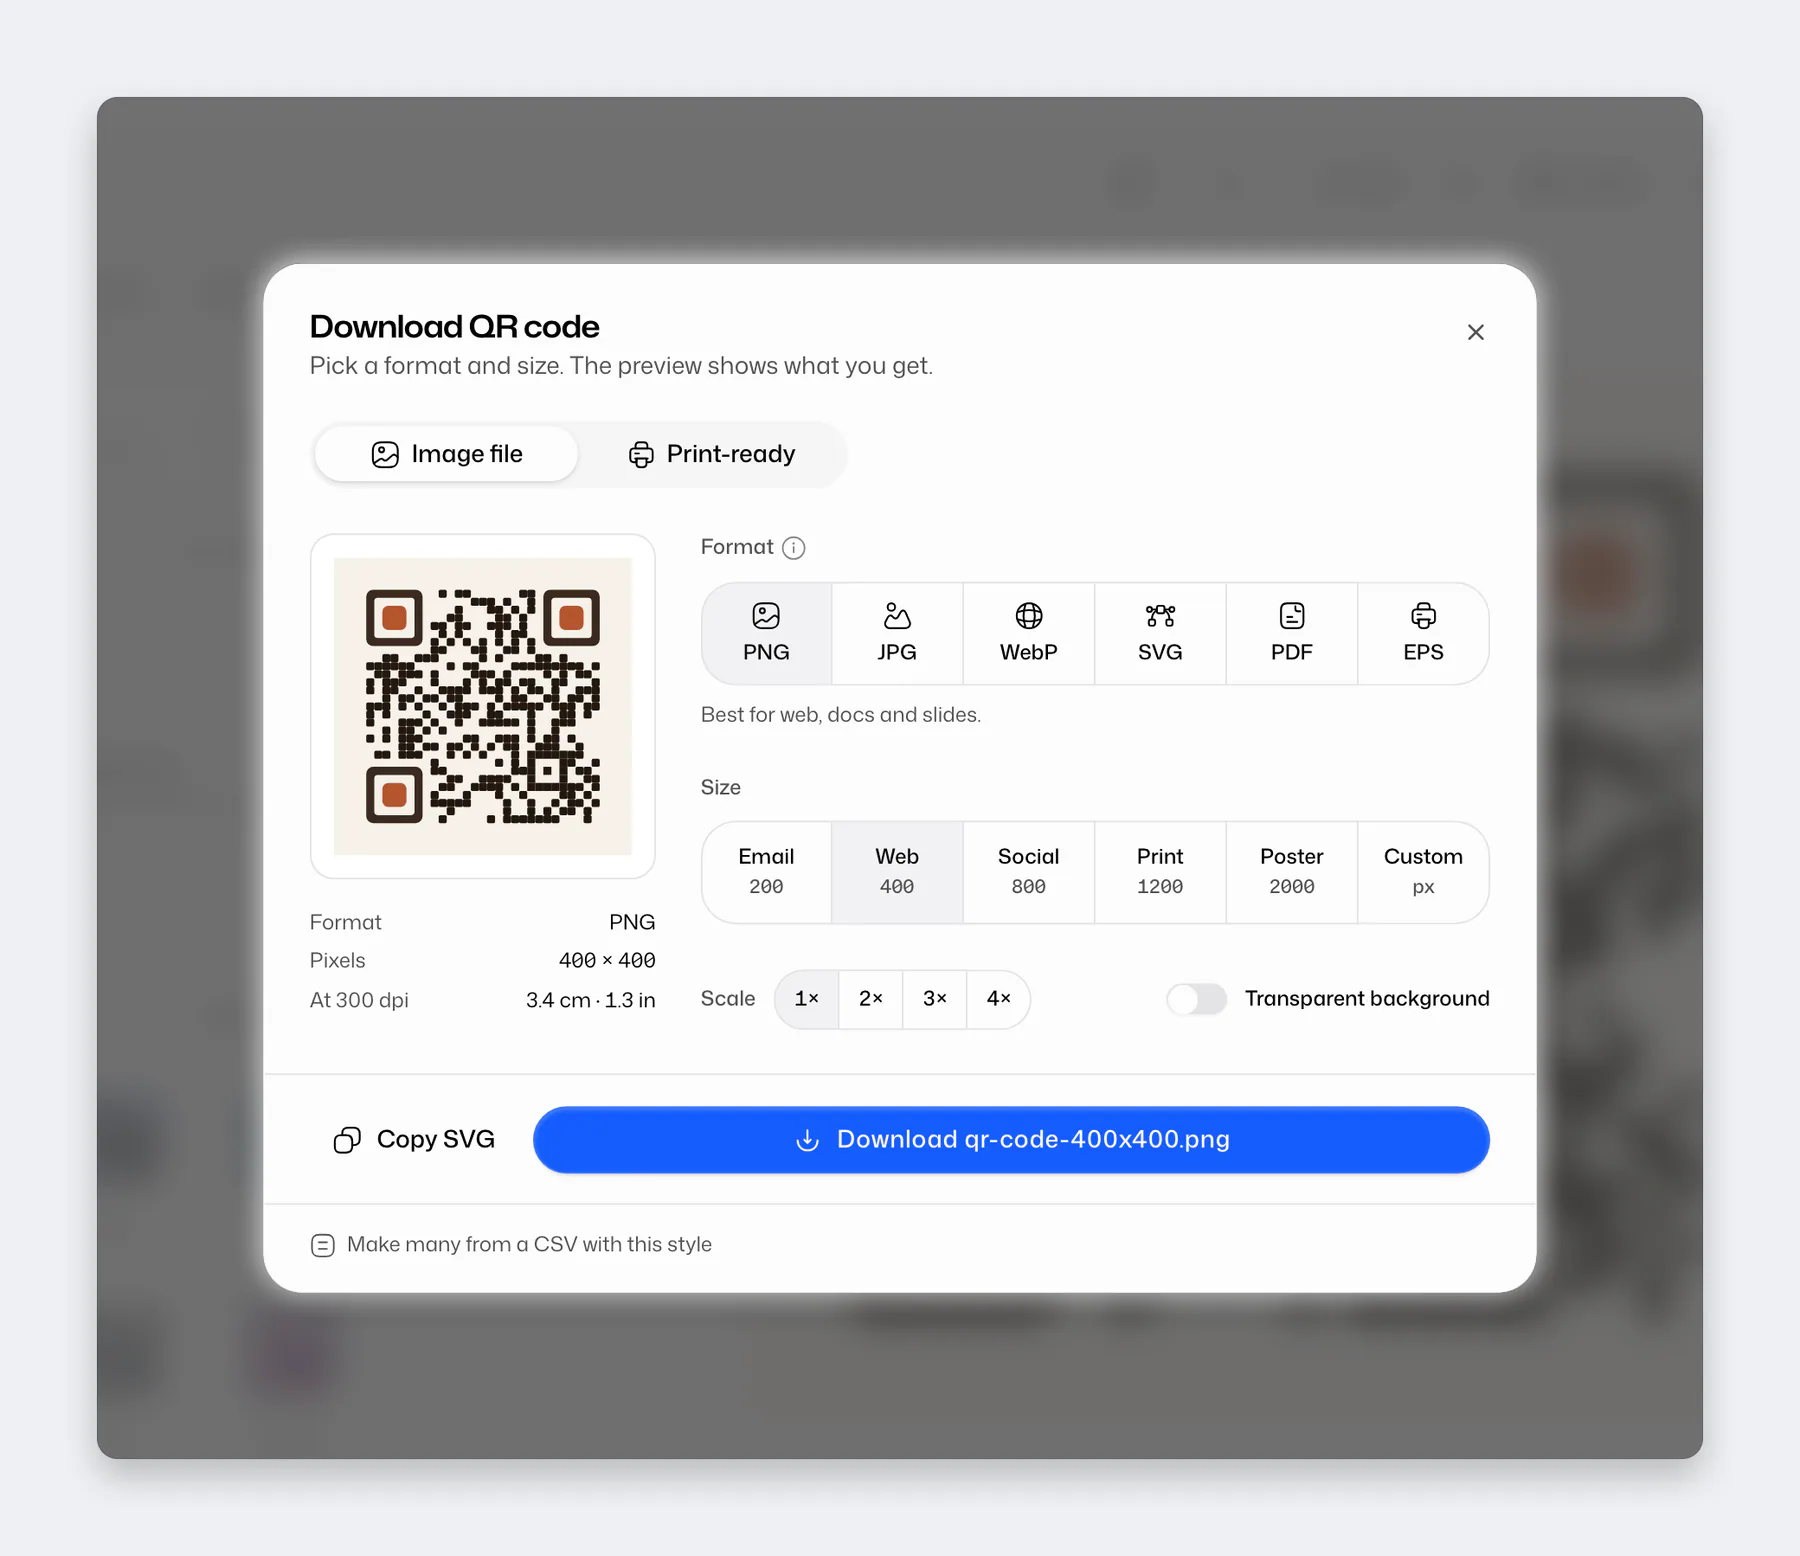 Download QR code
Pick a format and size. The preview shows what you get.
Image file
Print-ready
Format
PNG
JPG
WebP
SVG
PDF
EPS
Best for web, docs and slides.
Size
Email
200
Web
400
Social
800
Print
1200
Poster
2000
Custom
px
Format PNG
Pixels 400 × 400
At 300 dpi 3.4 cm · 1.3 in
Scale 1× 2× 3× 4×
Transparent background
Copy SVG
Download qr-code-400x400.png
Make many from a CSV with this style